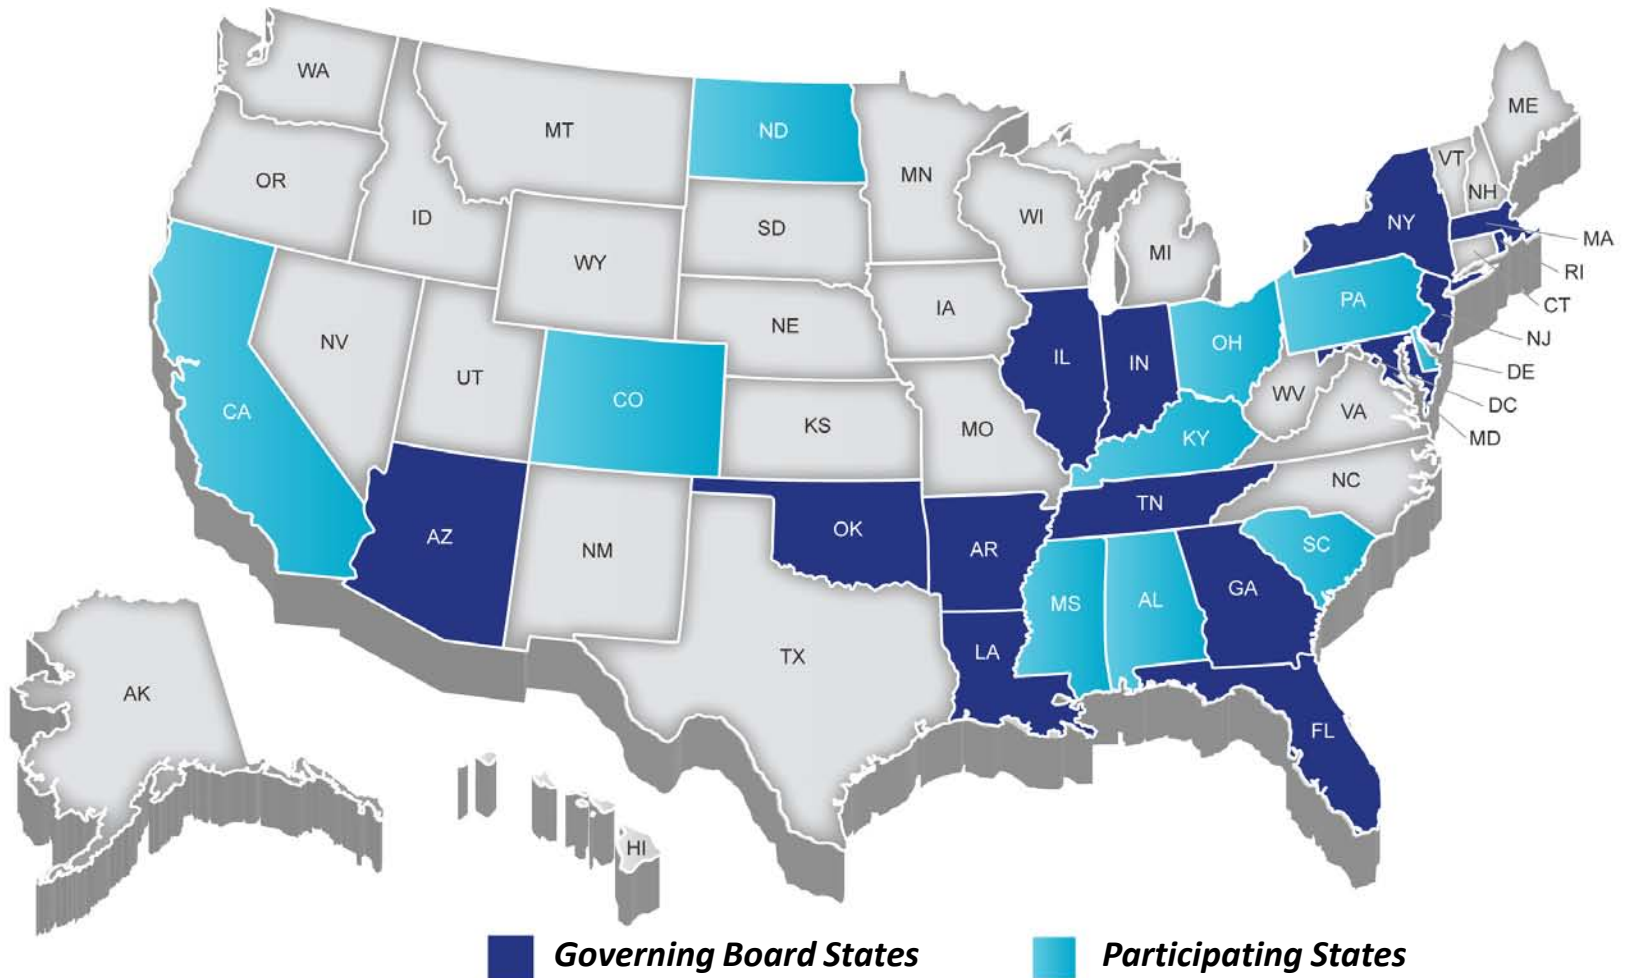 WA
ME
MT
ND
VT
MN
OR
NH
ID
WI
NY
SD
MA
MI
WY
RI
PA
CT
IA
NE
NJ
NV
OH
IL
IN
DE
UT
WV
CO
DC
CA
VA
KS
MO
KY
MD
NC
TN
OK
AZ
SC
AR
NM
GA
MS
AL
LA
TX
AK
FL
HI
Governing Board States
Participating States